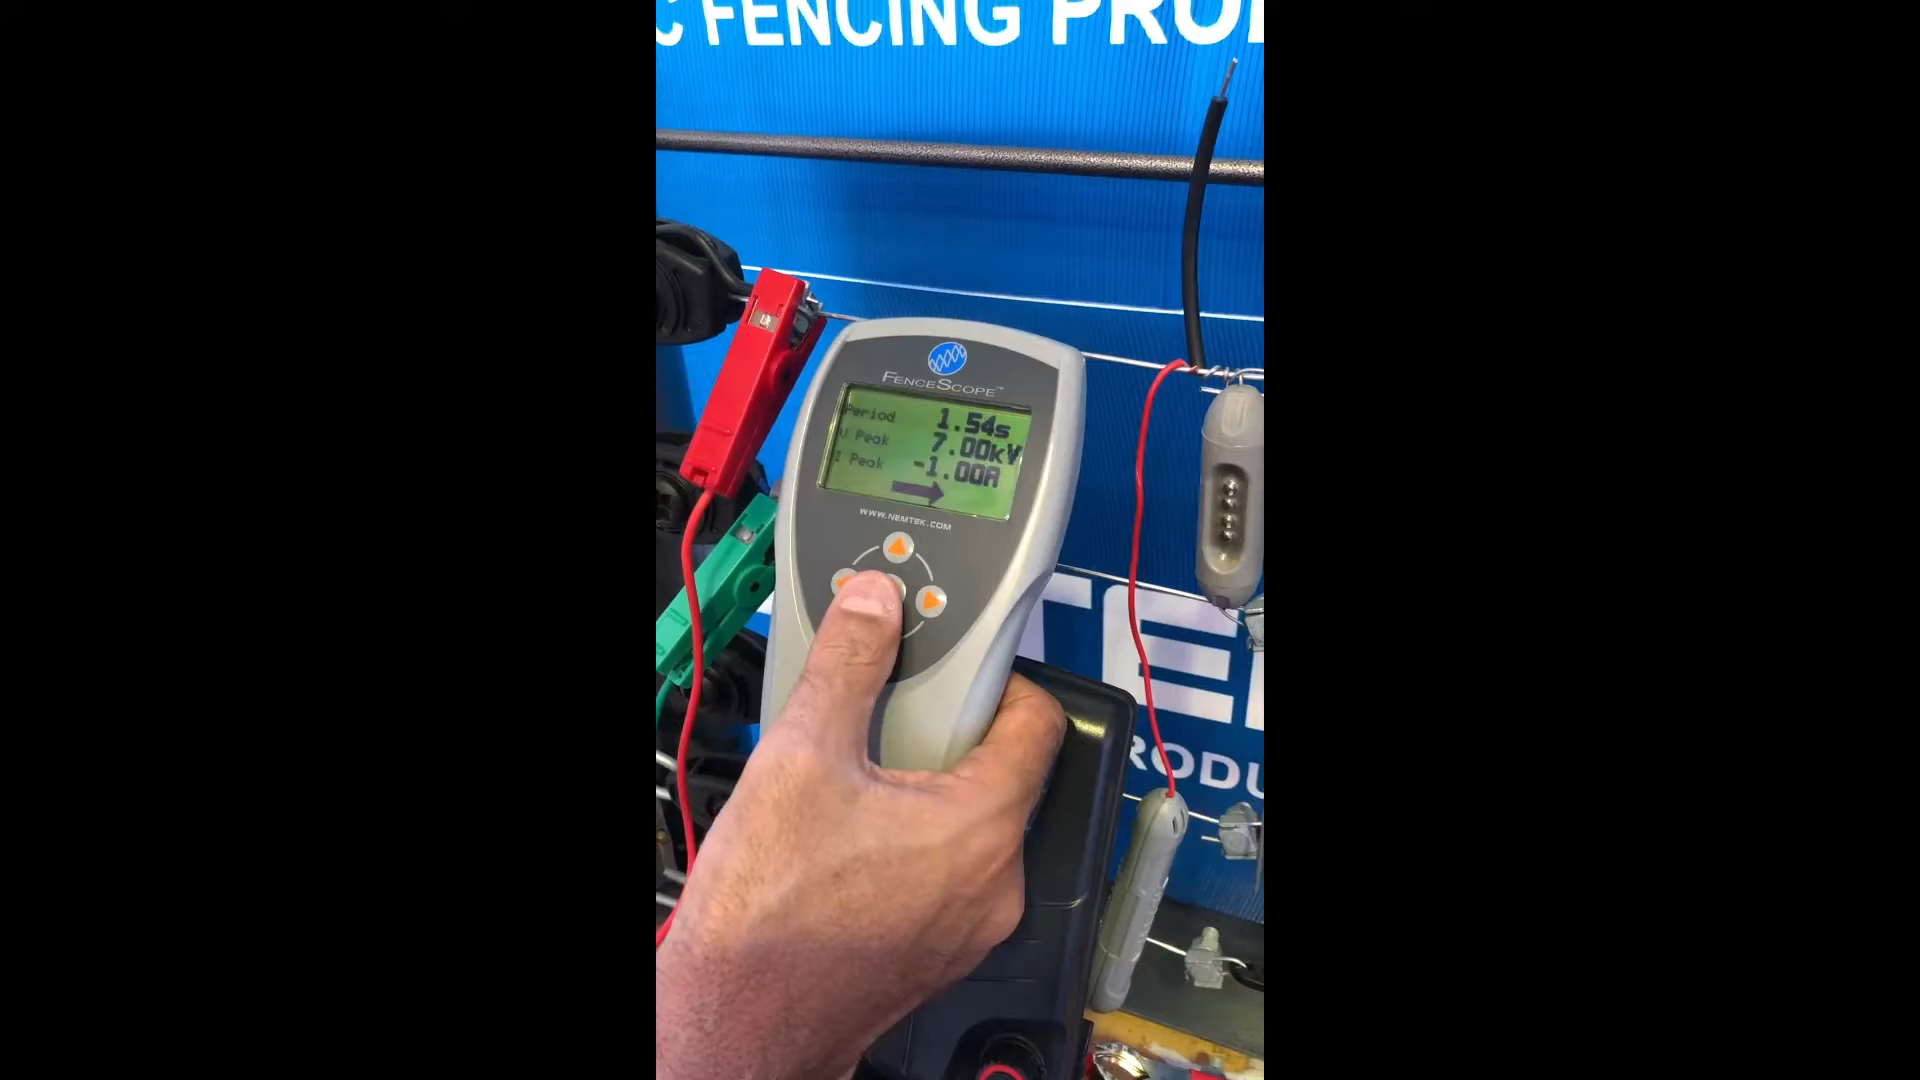 C FENCING PRO
FENCESCOPE™
Period 1.54s
U Peak 7.00kV
I Peak -1.00A
WWW.NEMTEK.COM
TE
RODU